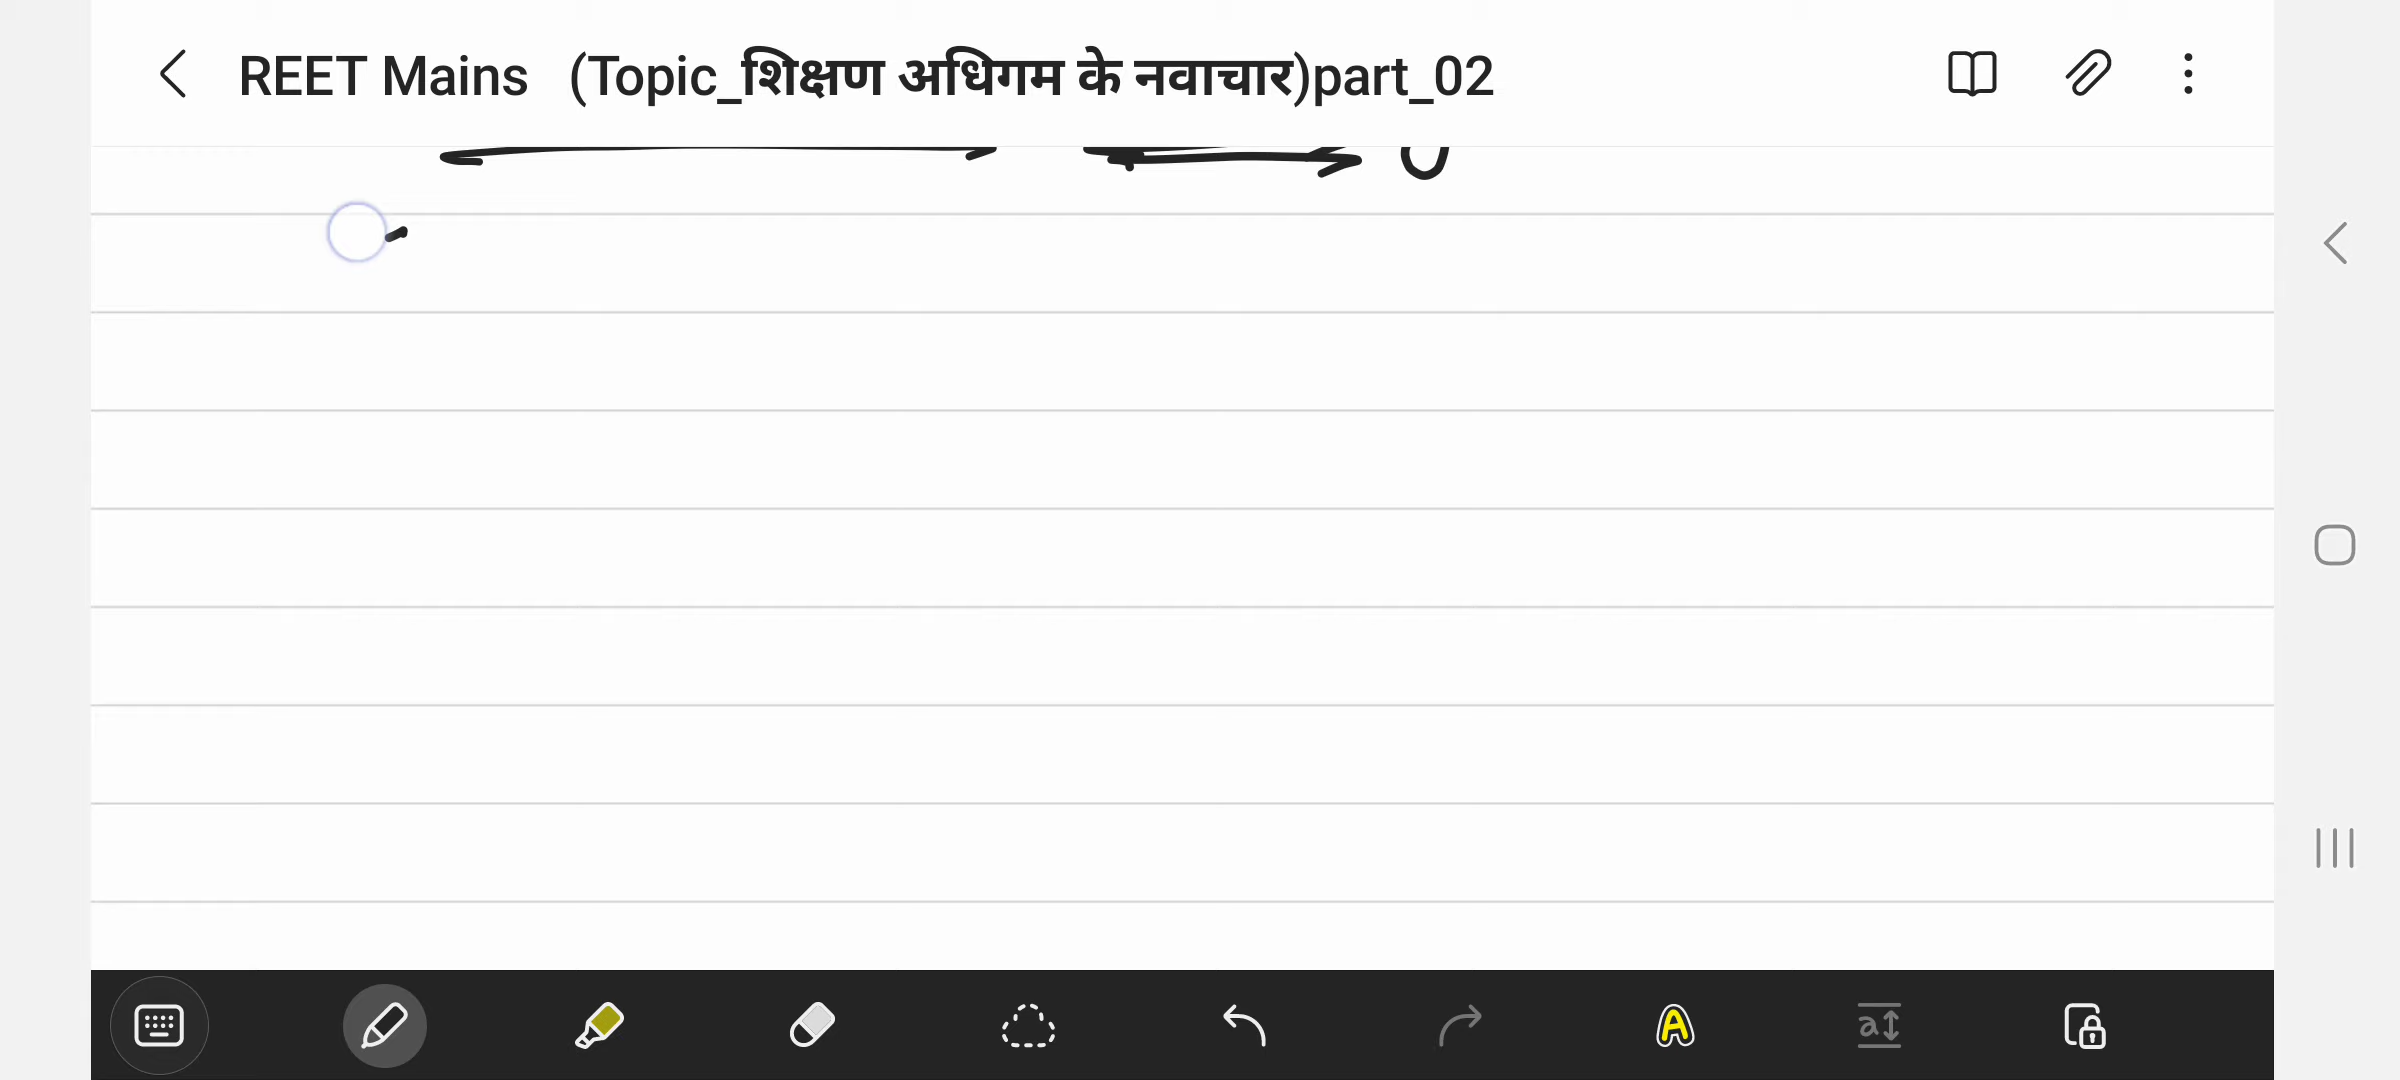 REET Mains (Topic_शिक्षण अधिगम के नवाचार)part_02